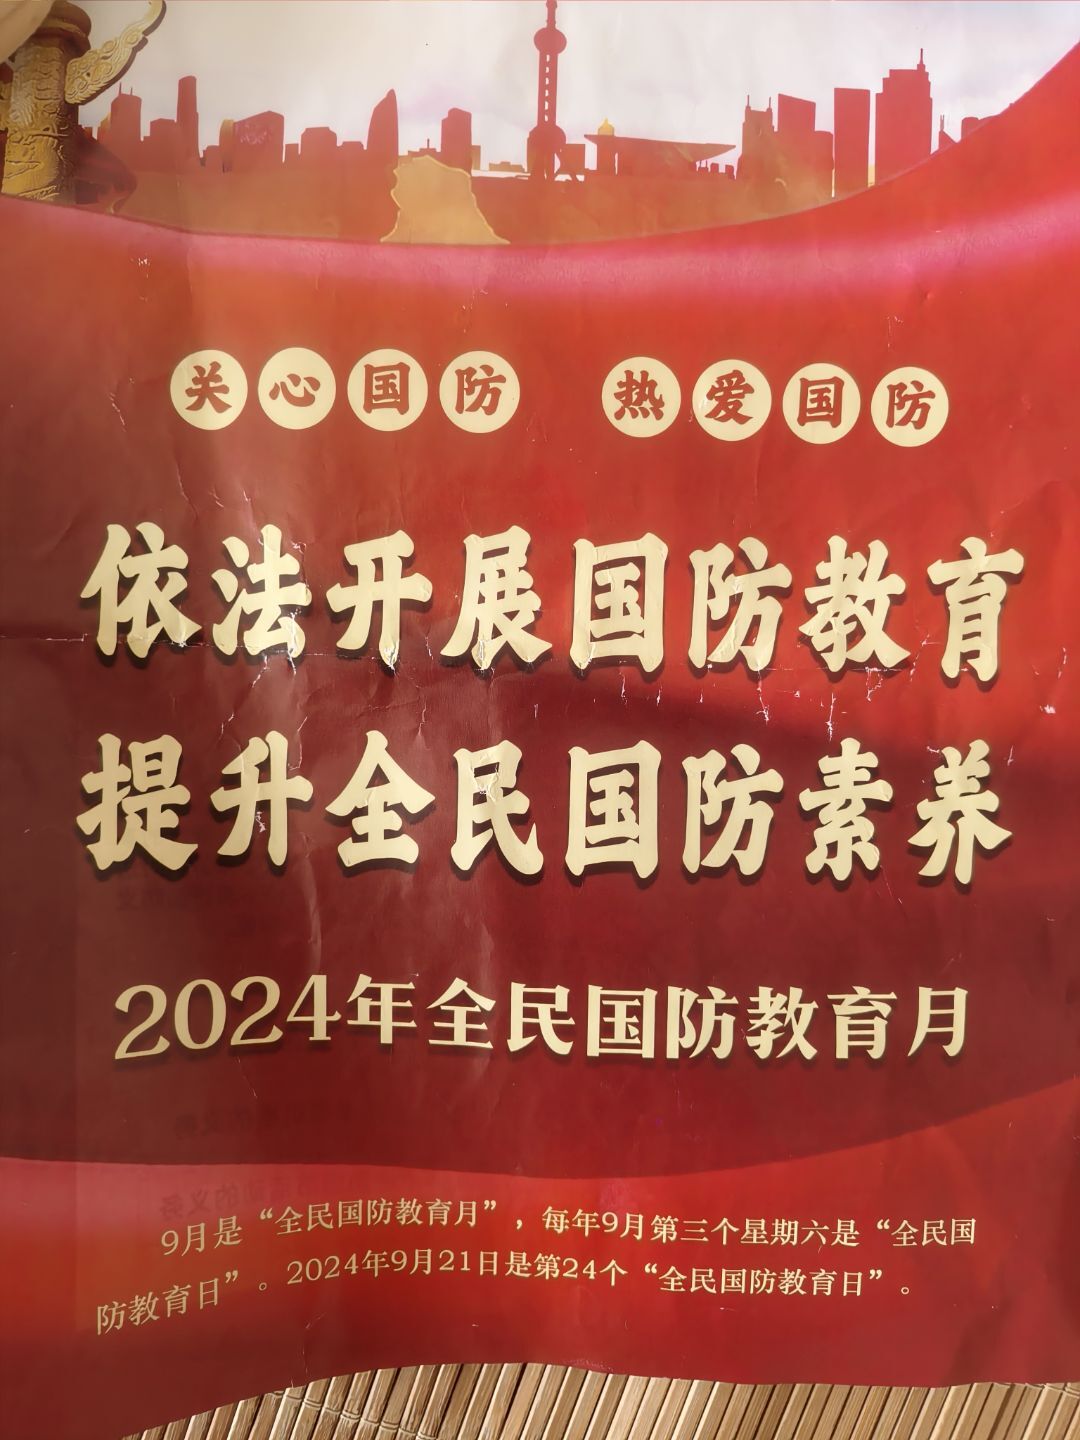 关心国防 热爱国防
依法开展国防教育
提升全民国防素养
2024年全民国防教育月
9月是“全民国防教育月”，每年9月第三个星期六是“全民国
防教育日”。2024年9月21日是第24个“全民国防教育日”。